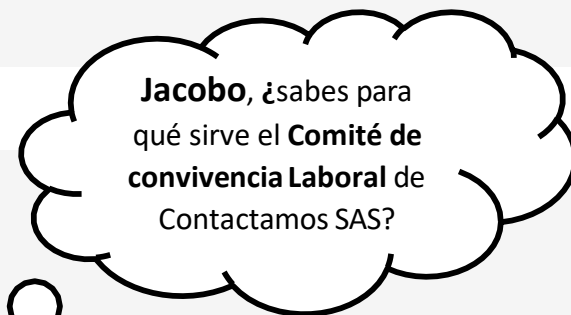 Jacobo, ¿sabes para
qué sirve el Comité de
convivencia Laboral de
Contactamos SAS?